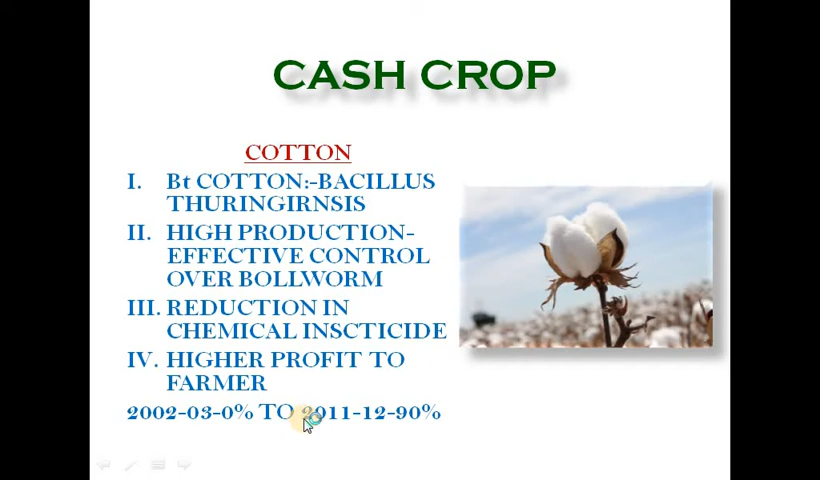 CASH CROP
COTTON
I. Bt COTTON:-BACILLUS
THURINGIRNSIS
II. HIGH PRODUCTION-
EFFECTIVE CONTROL
OVER BOLLWORM
III. REDUCTION IN
CHEMICAL INSCTICIDE
IV. HIGHER PROFIT TO
FARMER
2002-03-0% TO 2011-12-90%